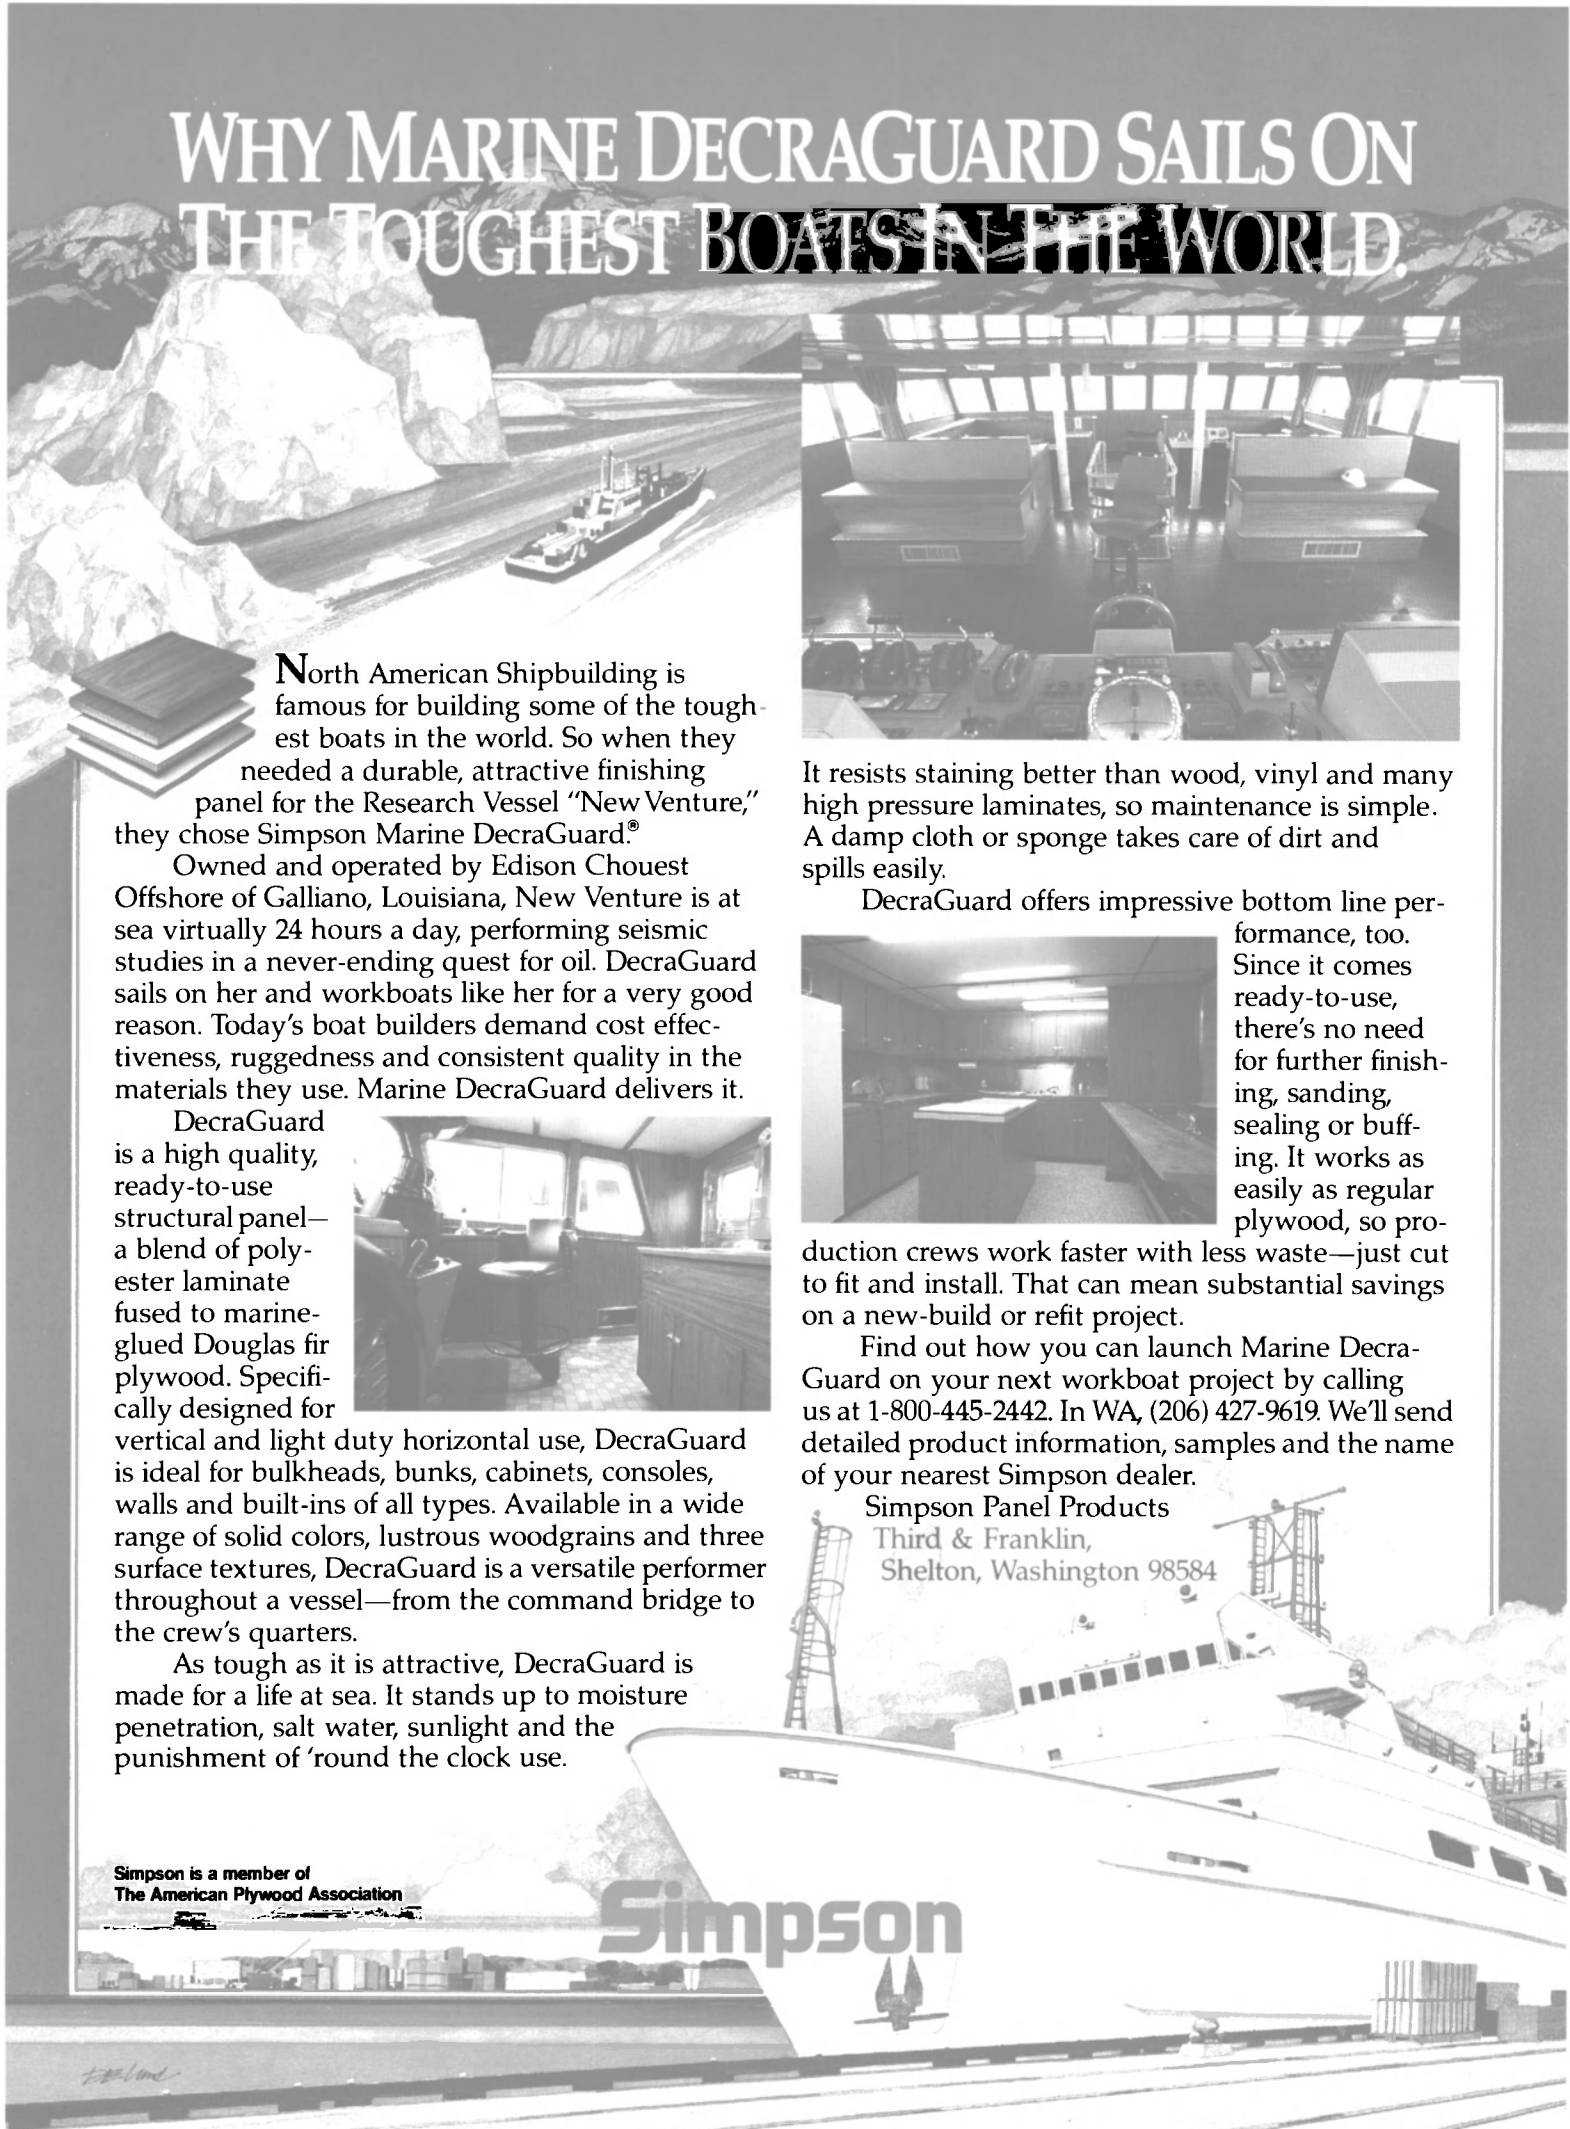 WHY MARINE DECRAGUARD SAILS ON
THE TOUGHEST BOATS IN THE WORLD.
North American Shipbuilding is
famous for building some of the tough-
est boats in the world. So when they
needed a durable, attractive finishing
panel for the Research Vessel "New Venture,"
they chose Simpson Marine DecraGuard.®
Owned and operated by Edison Chouest
Offshore of Galliano, Louisiana, New Venture is at
sea virtually 24 hours a day, performing seismic
studies in a never-ending quest for oil. DecraGuard
sails on her and workboats like her for a very good
reason. Today's boat builders demand cost effec-
tiveness, ruggedness and consistent quality in the
materials they use. Marine DecraGuard delivers it.
DecraGuard
is a high quality,
ready-to-use
structural panel—
a blend of poly-
ester laminate
fused to marine-
glued Douglas fir
plywood. Specifi-
cally designed for
vertical and light duty horizontal use, DecraGuard
is ideal for bulkheads, bunks, cabinets, consoles,
walls and built-ins of all types. Available in a wide
range of solid colors, lustrous woodgrains and three
surface textures, DecraGuard is a versatile performer
throughout a vessel—from the command bridge to
the crew's quarters.
As tough as it is attractive, DecraGuard is
made for a life at sea. It stands up to moisture
penetration, salt water, sunlight and the
punishment of 'round the clock use.
It resists staining better than wood, vinyl and many
high pressure laminates, so maintenance is simple.
A damp cloth or sponge takes care of dirt and
spills easily.
DecraGuard offers impressive bottom line per-
formance, too.
Since it comes
ready-to-use,
there's no need
for further finish-
ing, sanding,
sealing or buff-
ing. It works as
easily as regular
plywood, so pro-
duction crews work faster with less waste—just cut
to fit and install. That can mean substantial savings
on a new-build or refit project.
Find out how you can launch Marine Decra-
Guard on your next workboat project by calling
us at 1-800-445-2442. In WA, (206) 427-9619. We'll send
detailed product information, samples and the name
of your nearest Simpson dealer.
Simpson Panel Products
Third & Franklin,
Shelton, Washington 98584
Simpson is a member of
The American Plywood Association
Simpson